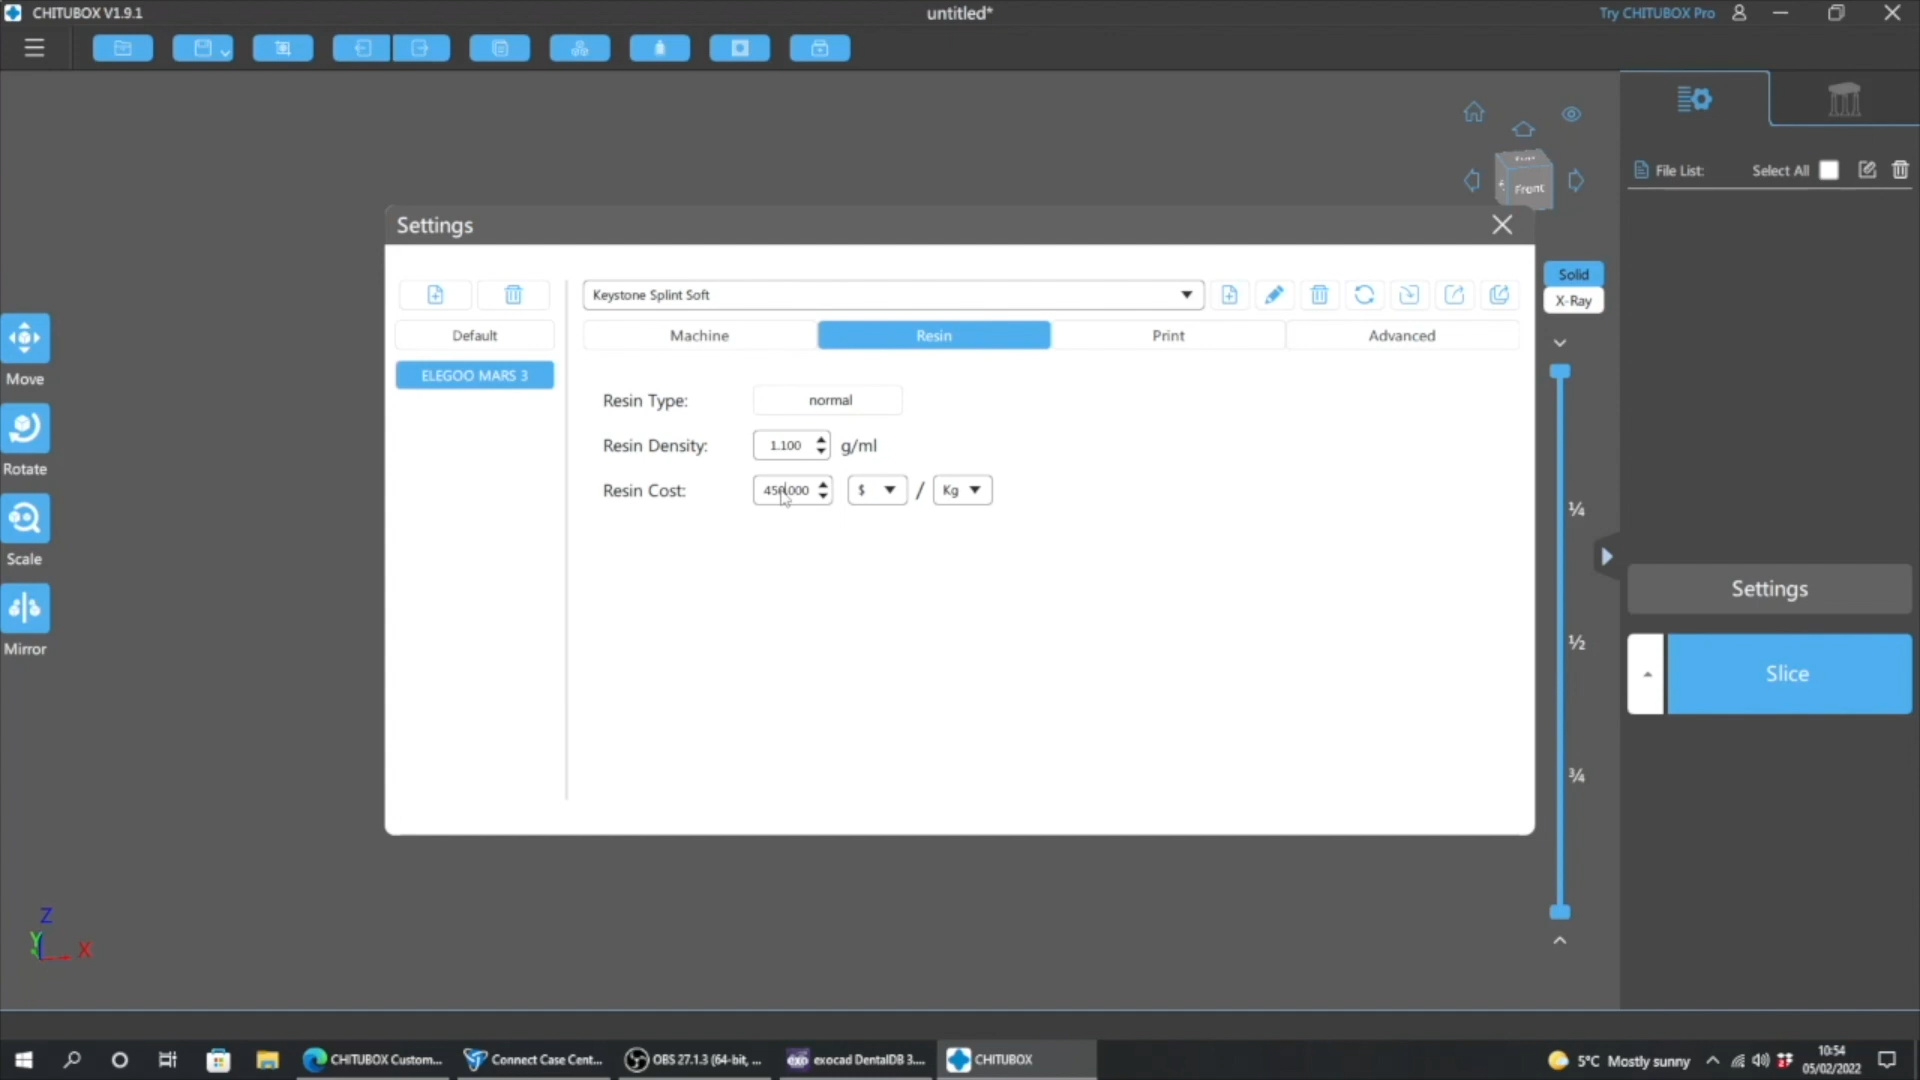 CHITUBOX V1.9.1
untitled*
Try CHITUBOX Pro
File List:
Select All
Front
Settings
Keystone Splint Soft
Solid
X-Ray
Default
Machine
Resin
Print
Advanced
ELEGOO MARS 3
Move
Resin Type:
normal
Resin Density:
1.100
g/ml
Rotate
Resin Cost:
450.000
$
/
Kg
¼
Scale
Settings
½
Mirror
Slice
¾
Z
Y
X
CHITUBOX Custom...
Connect Case Cent...
OBS 27.1.3 (64-bit, ...
exo
exocad DentalDB 3....
CHITUBOX
5°C Mostly sunny
10:54
05/02/2022